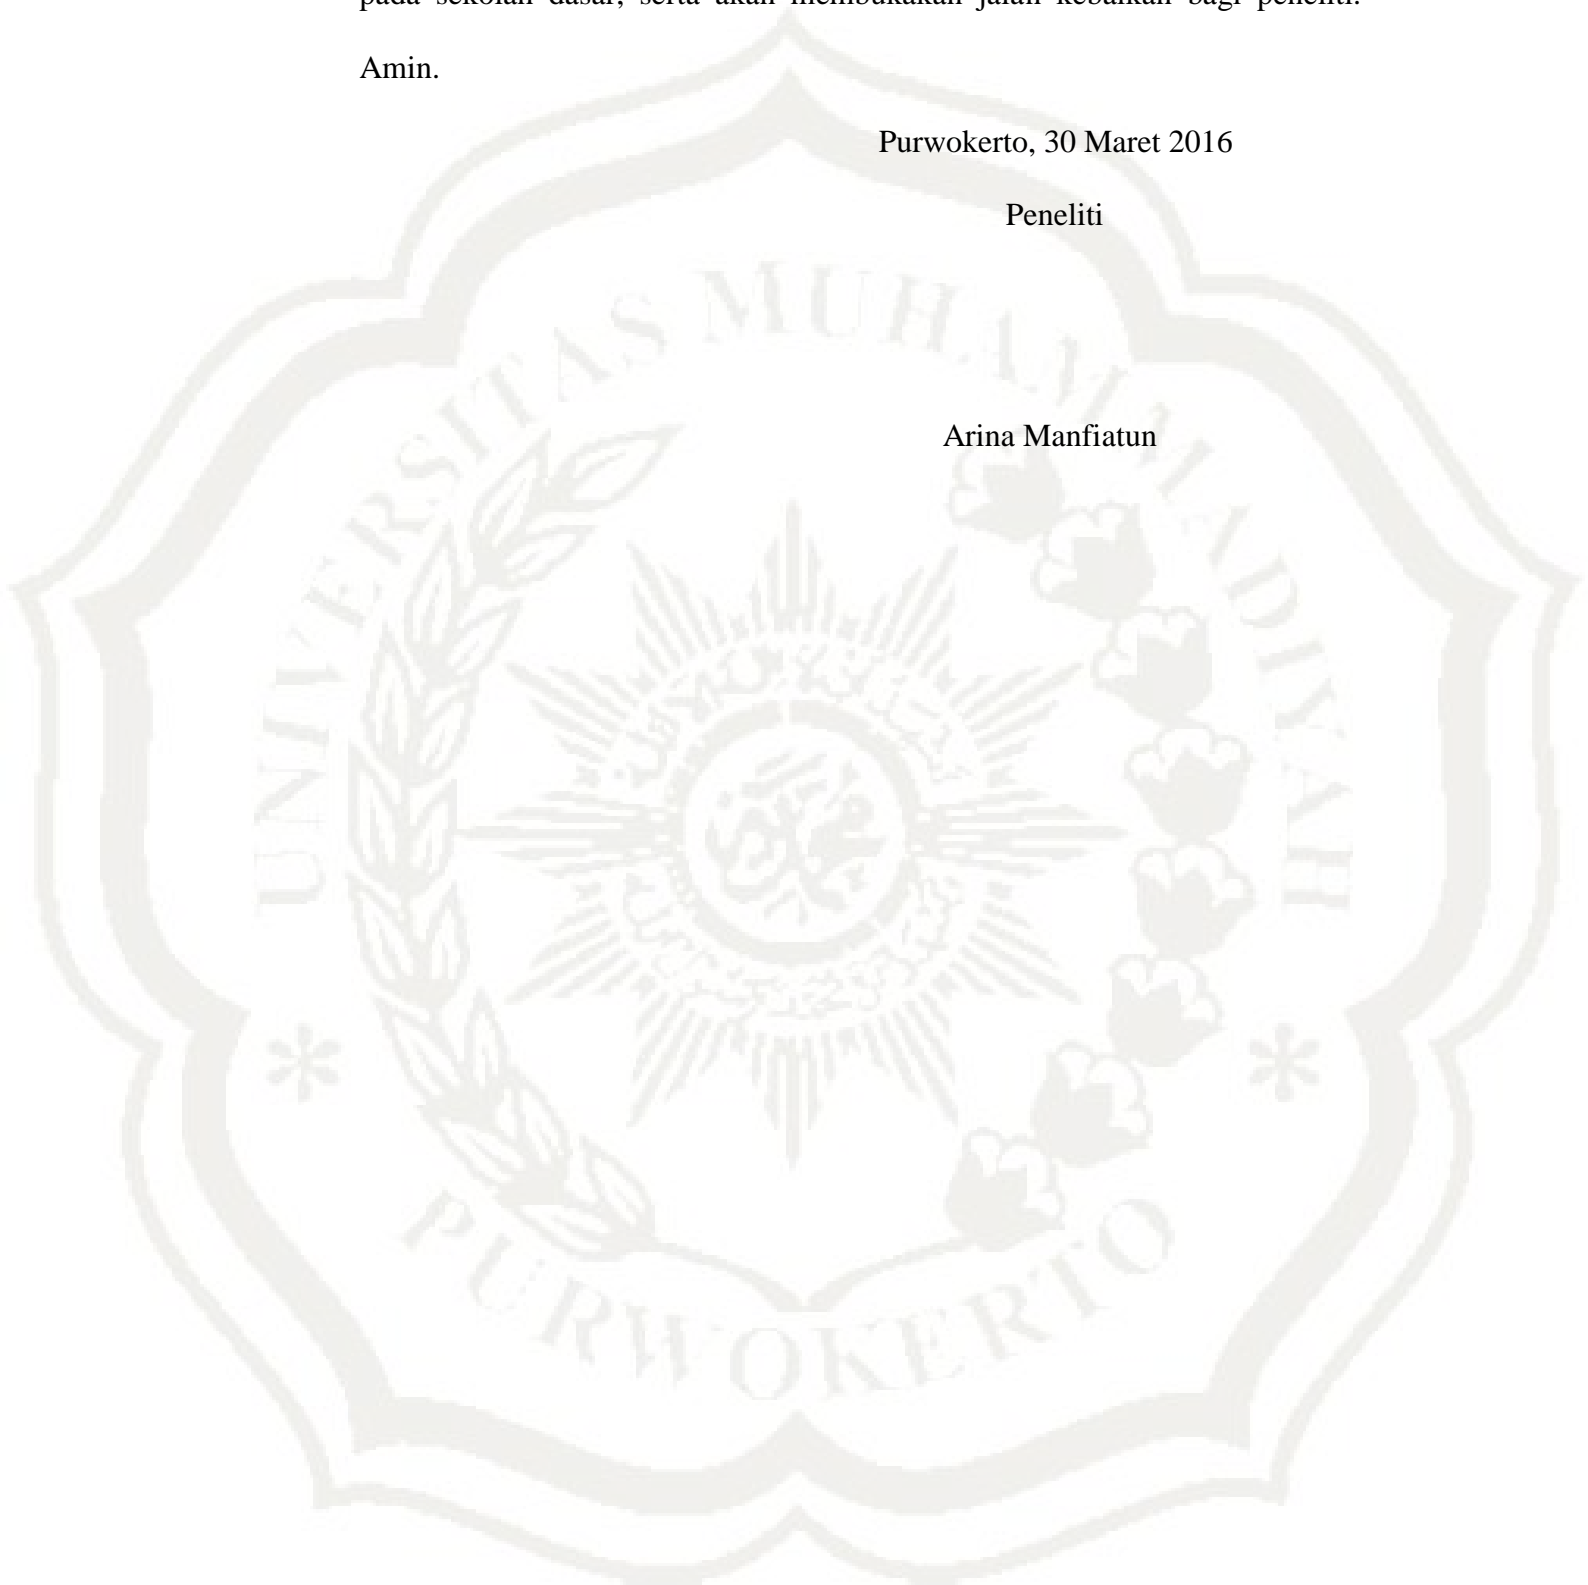 pada sekolah dasar, serta akan membukakan jalan kebaikan bagi peneliti.
Amin.
Purwokerto, 30 Maret 2016
Peneliti
Arina Manfiatun
UNIVERSITAS MUHAMMADIYAH
PURWOKERTO